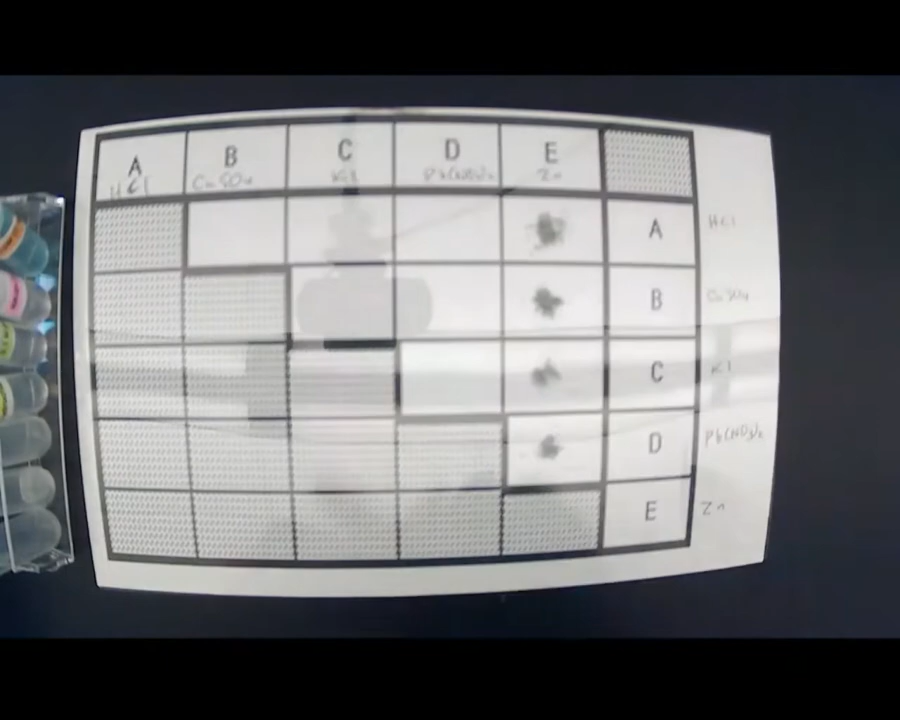 A B C D E
HCl CuSO4 KI Pb(NO3)2 Zn
A HCl
B CuSO4
C KI
D Pb(NO3)2
E Zn